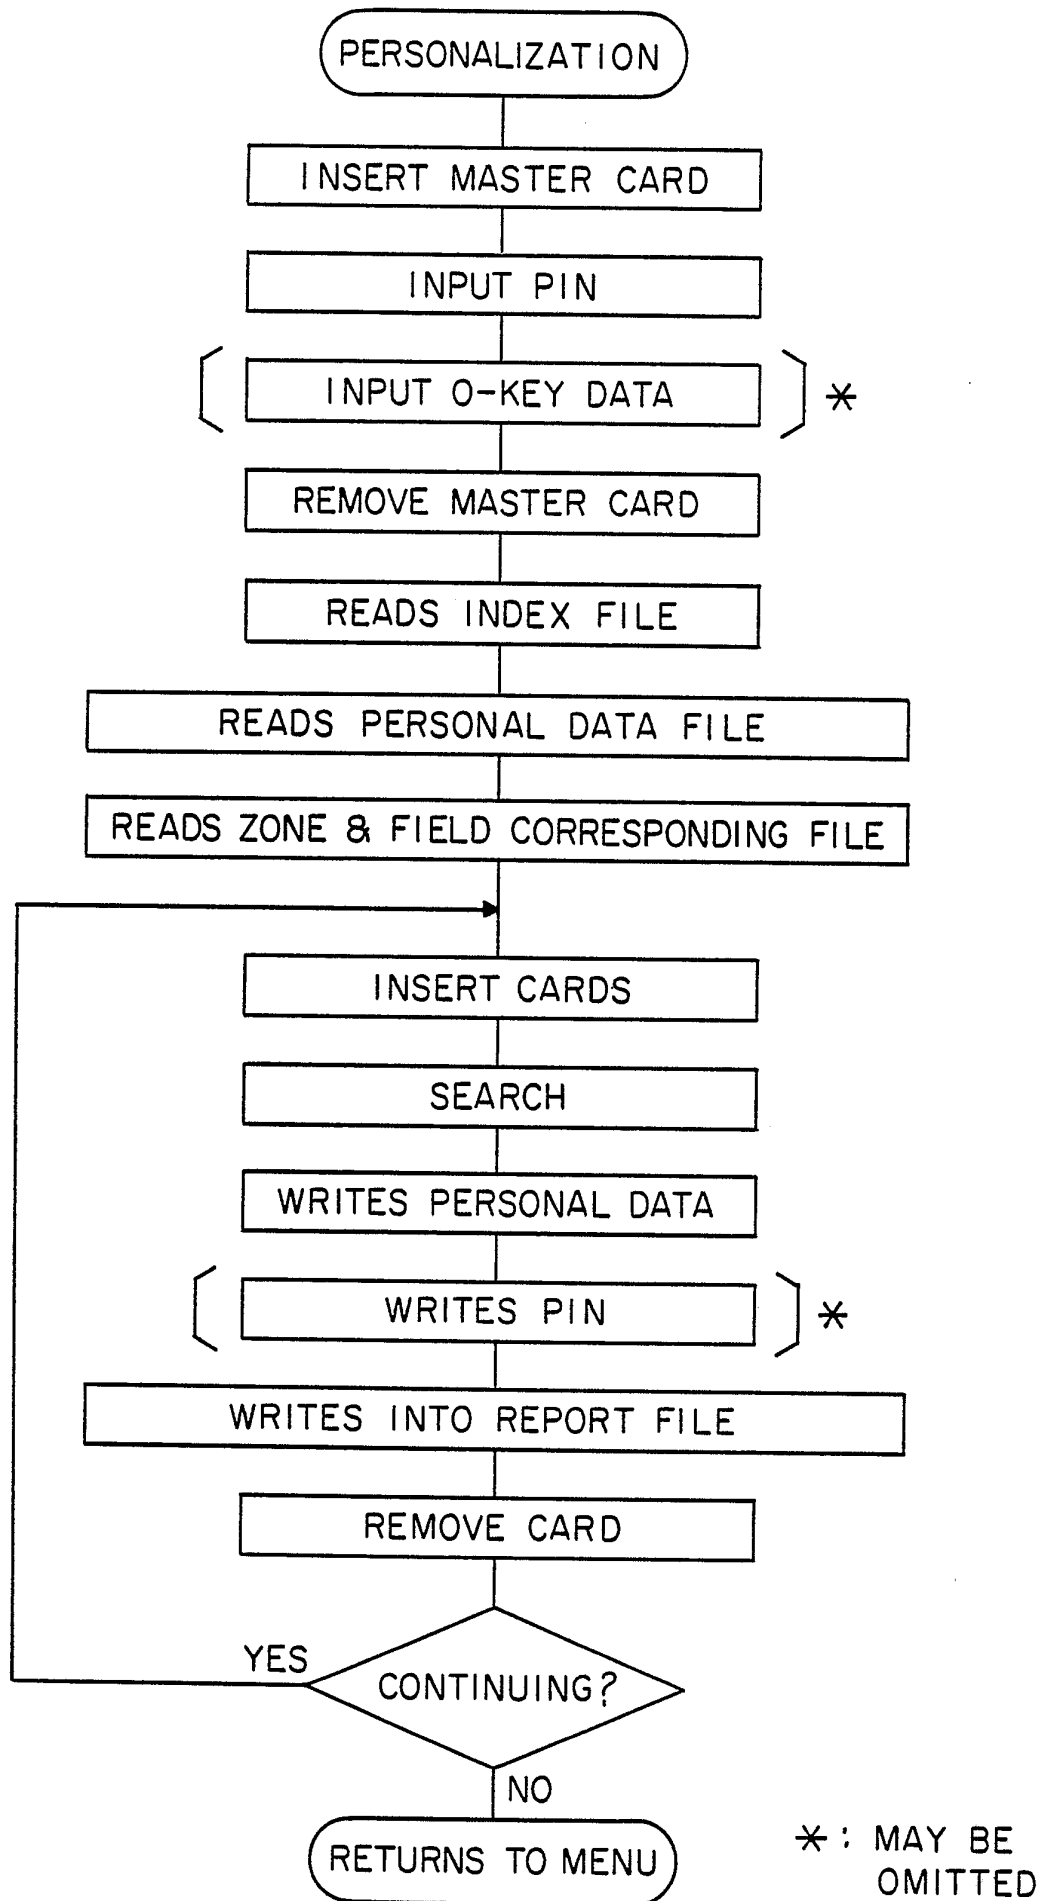 PERSONALIZATION
INSERT MASTER CARD
INPUT PIN
INPUT O-KEY DATA
*
REMOVE MASTER CARD
READS INDEX FILE
READS PERSONAL DATA FILE
READS ZONE & FIELD CORRESPONDING FILE
INSERT CARDS
SEARCH
WRITES PERSONAL DATA
WRITES PIN
*
WRITES INTO REPORT FILE
REMOVE CARD
YES
CONTINUING?
NO
RETURNS TO MENU
* : MAY BE
OMITTED